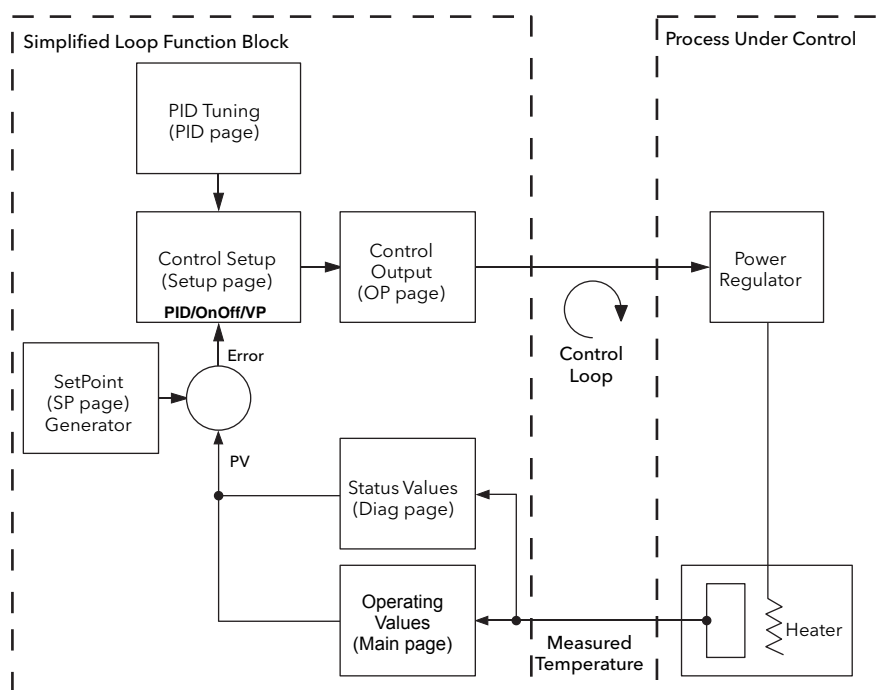 Simplified Loop Function Block
Process Under Control
PID Tuning
(PID page)
Control Setup
(Setup page)
PID/OnOff/VP
Control
Output
(OP page)
Power
Regulator
Control
Loop
Error
SetPoint
(SP page)
Generator
PV
Status Values
(Diag page)
Operating
Values
(Main page)
Measured
Temperature
Heater